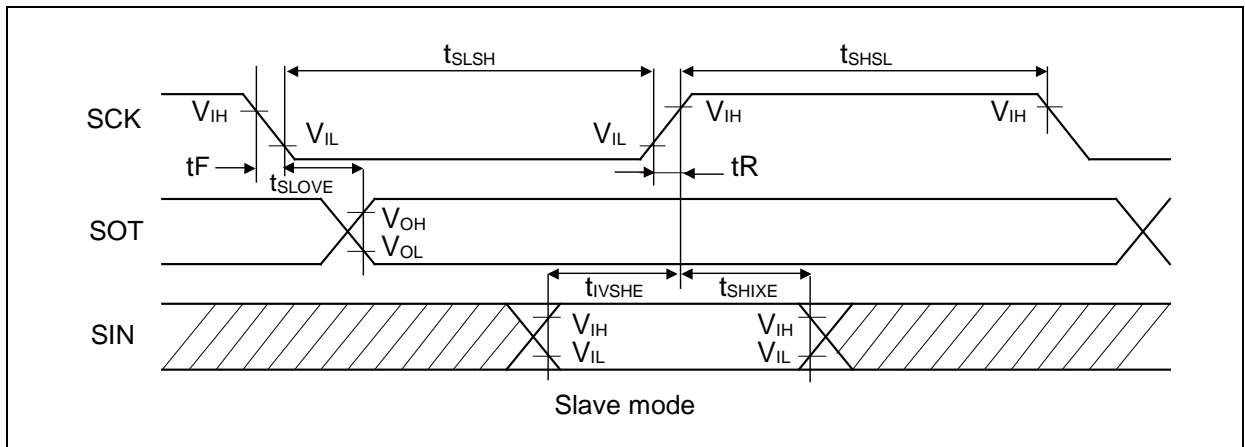 tSLSH
tSHSL
SCK
VIH
VIL
VIL
VIH
VIH
tF
tSLOVE
tR
SOT
VOH
VOL
tIVSHE
tSHIXE
SIN
VIH
VIL
VIH
VIL
Slave mode